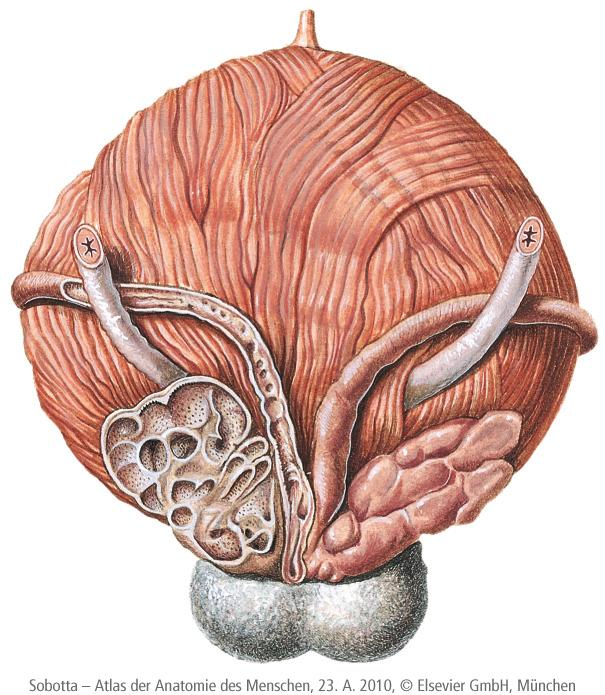 Sobotta – Atlas der Anatomie des Menschen, 23. A. 2010, © Elsevier GmbH, München